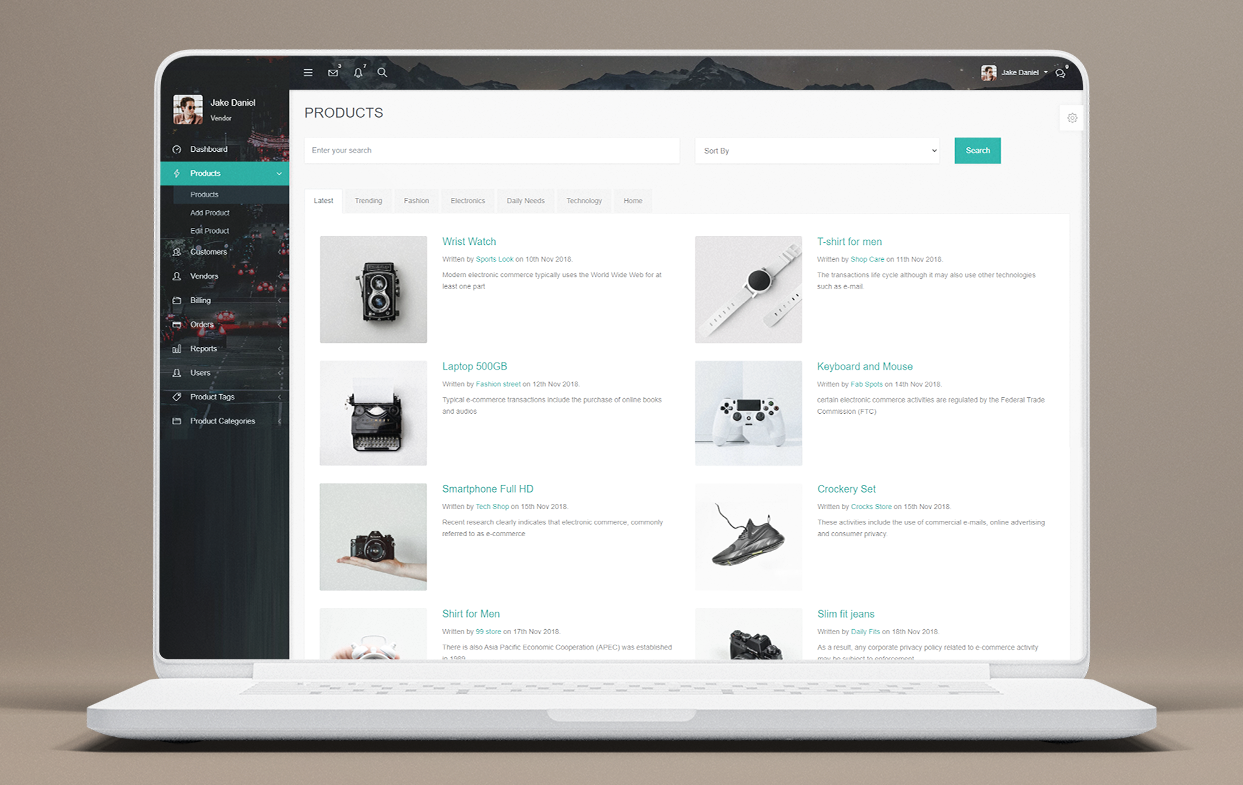 3
7
Jake Daniel
9
Jake Daniel
Vendor
Dashboard
Products
Products
Add Product
Edit Product
Customers
Vendors
Billing
Orders
Reports
Users
Product Tags
Product Categories
PRODUCTS
Enter your search
Sort By
Search
Latest
Trending
Fashion
Electronics
Daily Needs
Technology
Home
Wrist Watch
Written by Sports Look on 10th Nov 2018.
Modern electronic commerce typically uses the World Wide Web for at
least one part
T-shirt for men
Written by Shop Care on 11th Nov 2018.
The transactions life cycle although it may also use other technologies
such as e-mail
Laptop 500GB
Written by Fashion street on 12th Nov 2018.
Typical e-commerce transactions include the purchase of online books
and audios
Keyboard and Mouse
Written by Fab Spots on 14th Nov 2018.
certain electronic commerce activities are regulated by the Federal Trade
Commission (FTC)
Smartphone Full HD
Written by Tech Shop on 15th Nov 2018.
Recent research clearly indicates that electronic commerce, commonly
referred to as e-commerce
Crockery Set
Written by Crocks Store on 15th Nov 2018.
These activities include the use of commercial e-mails, online advertising
and consumer privacy
Shirt for Men
Written by 99 store on 17th Nov 2018.
There is also Asia Pacific Economic Cooperation (APEC) was established
in 1989
Slim fit jeans
Written by Daily Fits on 18th Nov 2018.
As a result, any corporate privacy policy related to e-commerce activity
may be subject to enforcement